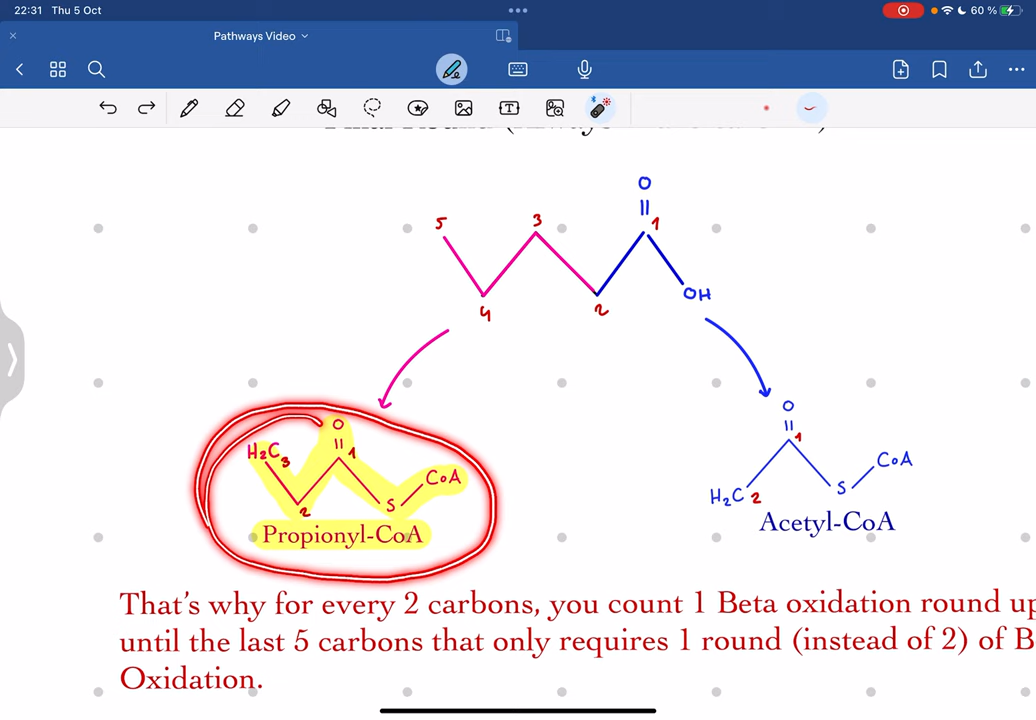 22:31 Thu 5 Oct
60 %
Pathways Video
T
O
5
3
1
4
2
OH
O
H₂C 3
1
2
S
CoA
Propionyl-CoA
O
1
H₂C 2
S
CoA
Acetyl-CoA
That's why for every 2 carbons, you count 1 Beta oxidation round up
until the last 5 carbons that only requires 1 round (instead of 2) of B
Oxidation.